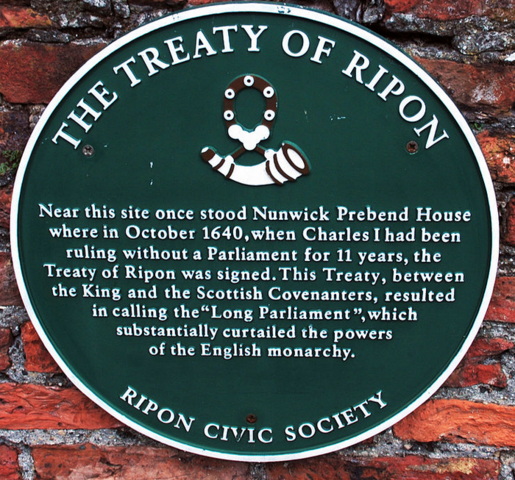 THE TREATY OF RIPON
Near this site once stood Nunwick Prebend House
where in October 1640, when Charles I had been
ruling without a Parliament for 11 years, the
Treaty of Ripon was signed. This Treaty, between
the King and the Scottish Covenanters, resulted
in calling the "Long Parliament", which
substantially curtailed the powers
of the English monarchy.
RIPON CIVIC SOCIETY